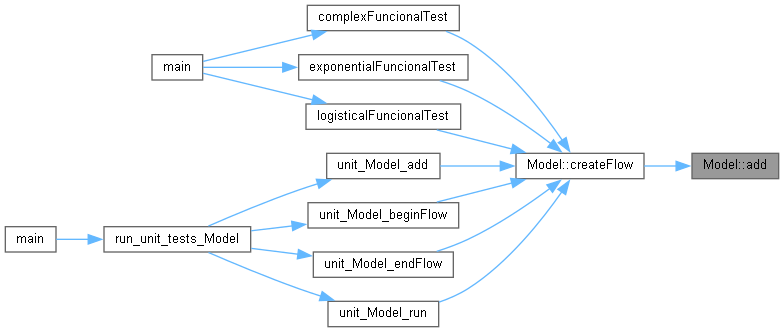 complexFuncionalTest
main
exponentialFuncionalTest
logisticalFuncionalTest
Model::createFlow
Model::add
unit_Model_add
unit_Model_beginFlow
main
run_unit_tests_Model
unit_Model_endFlow
unit_Model_run